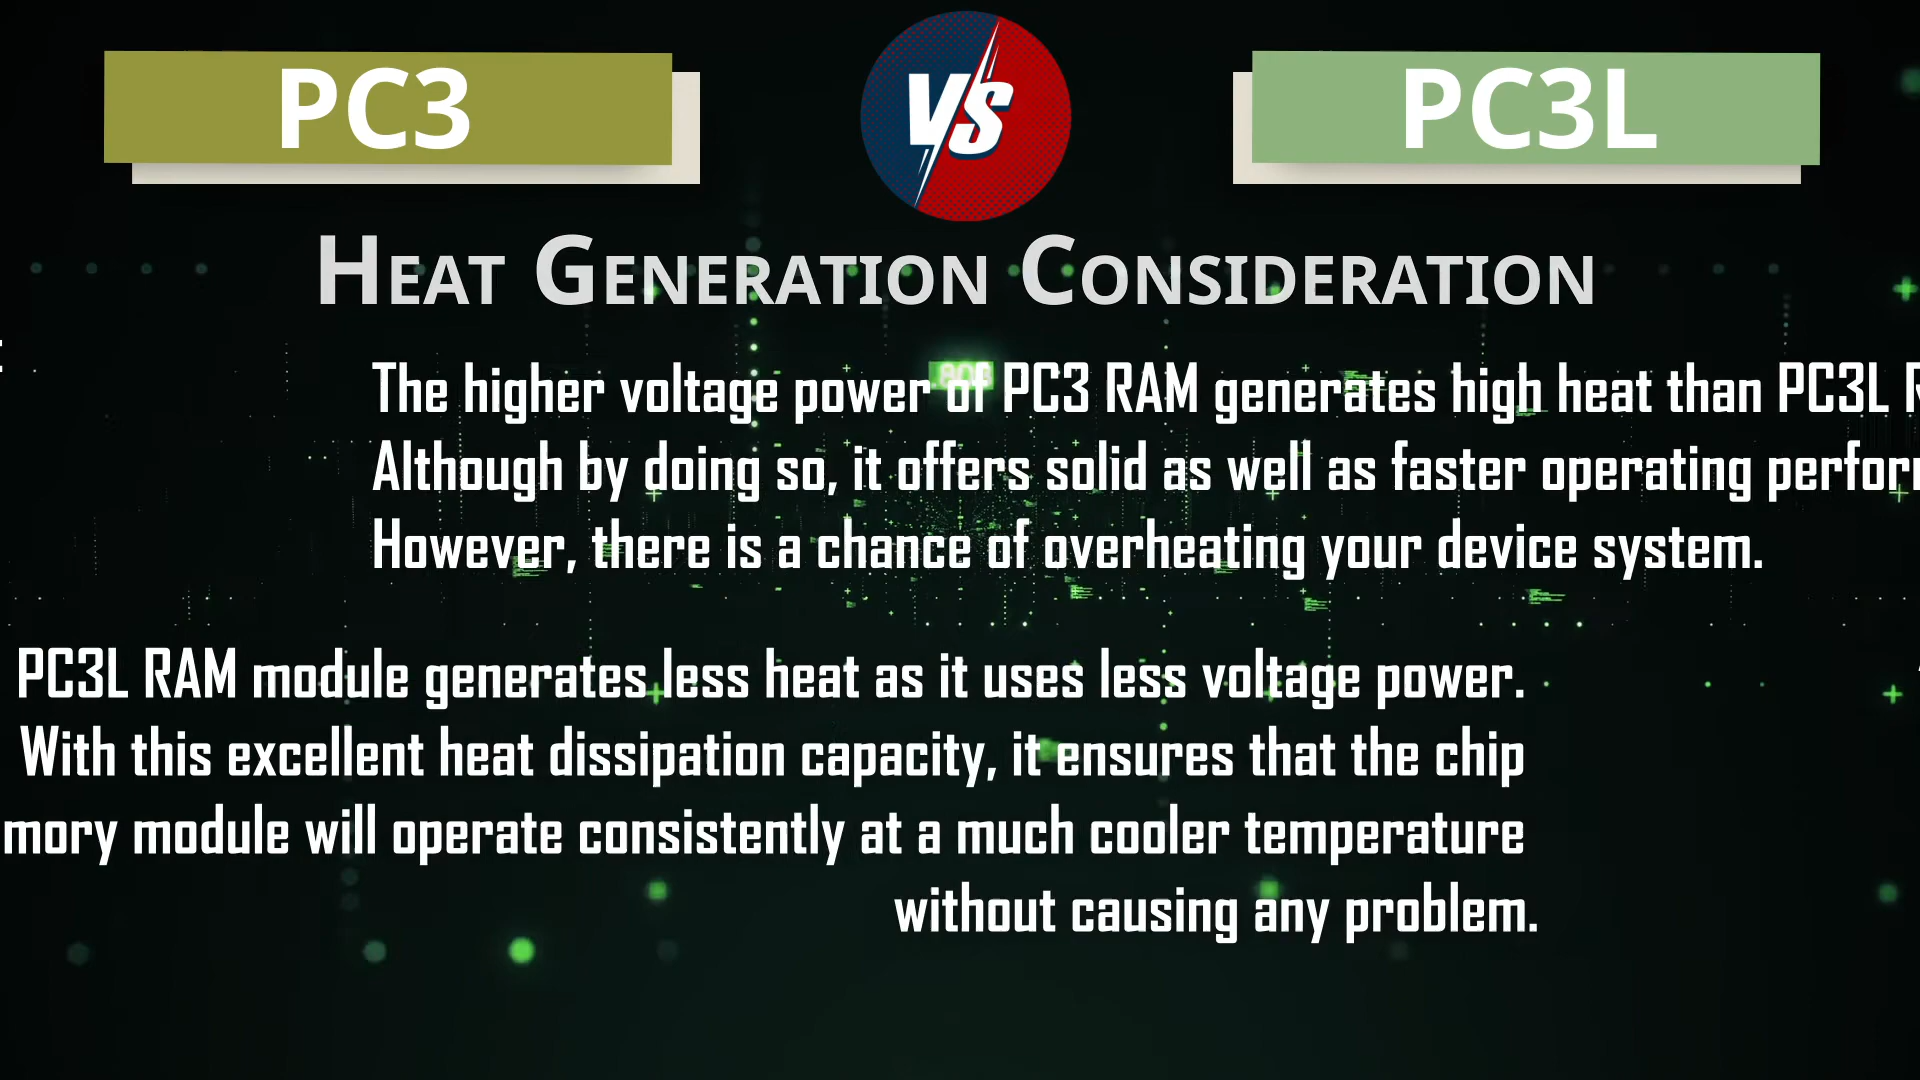 PC3
VS
PC3L
Heat Generation Consideration
The higher voltage power of PC3 RAM generates high heat than PC3L
Although by doing so, it offers solid as well as faster operating
However, there is a chance of overheating your device system.
PC3L RAM module generates less heat as it uses less voltage power.
With this excellent heat dissipation capacity, it ensures that the chip
module will operate consistently at a much cooler temperature
without causing any problem.